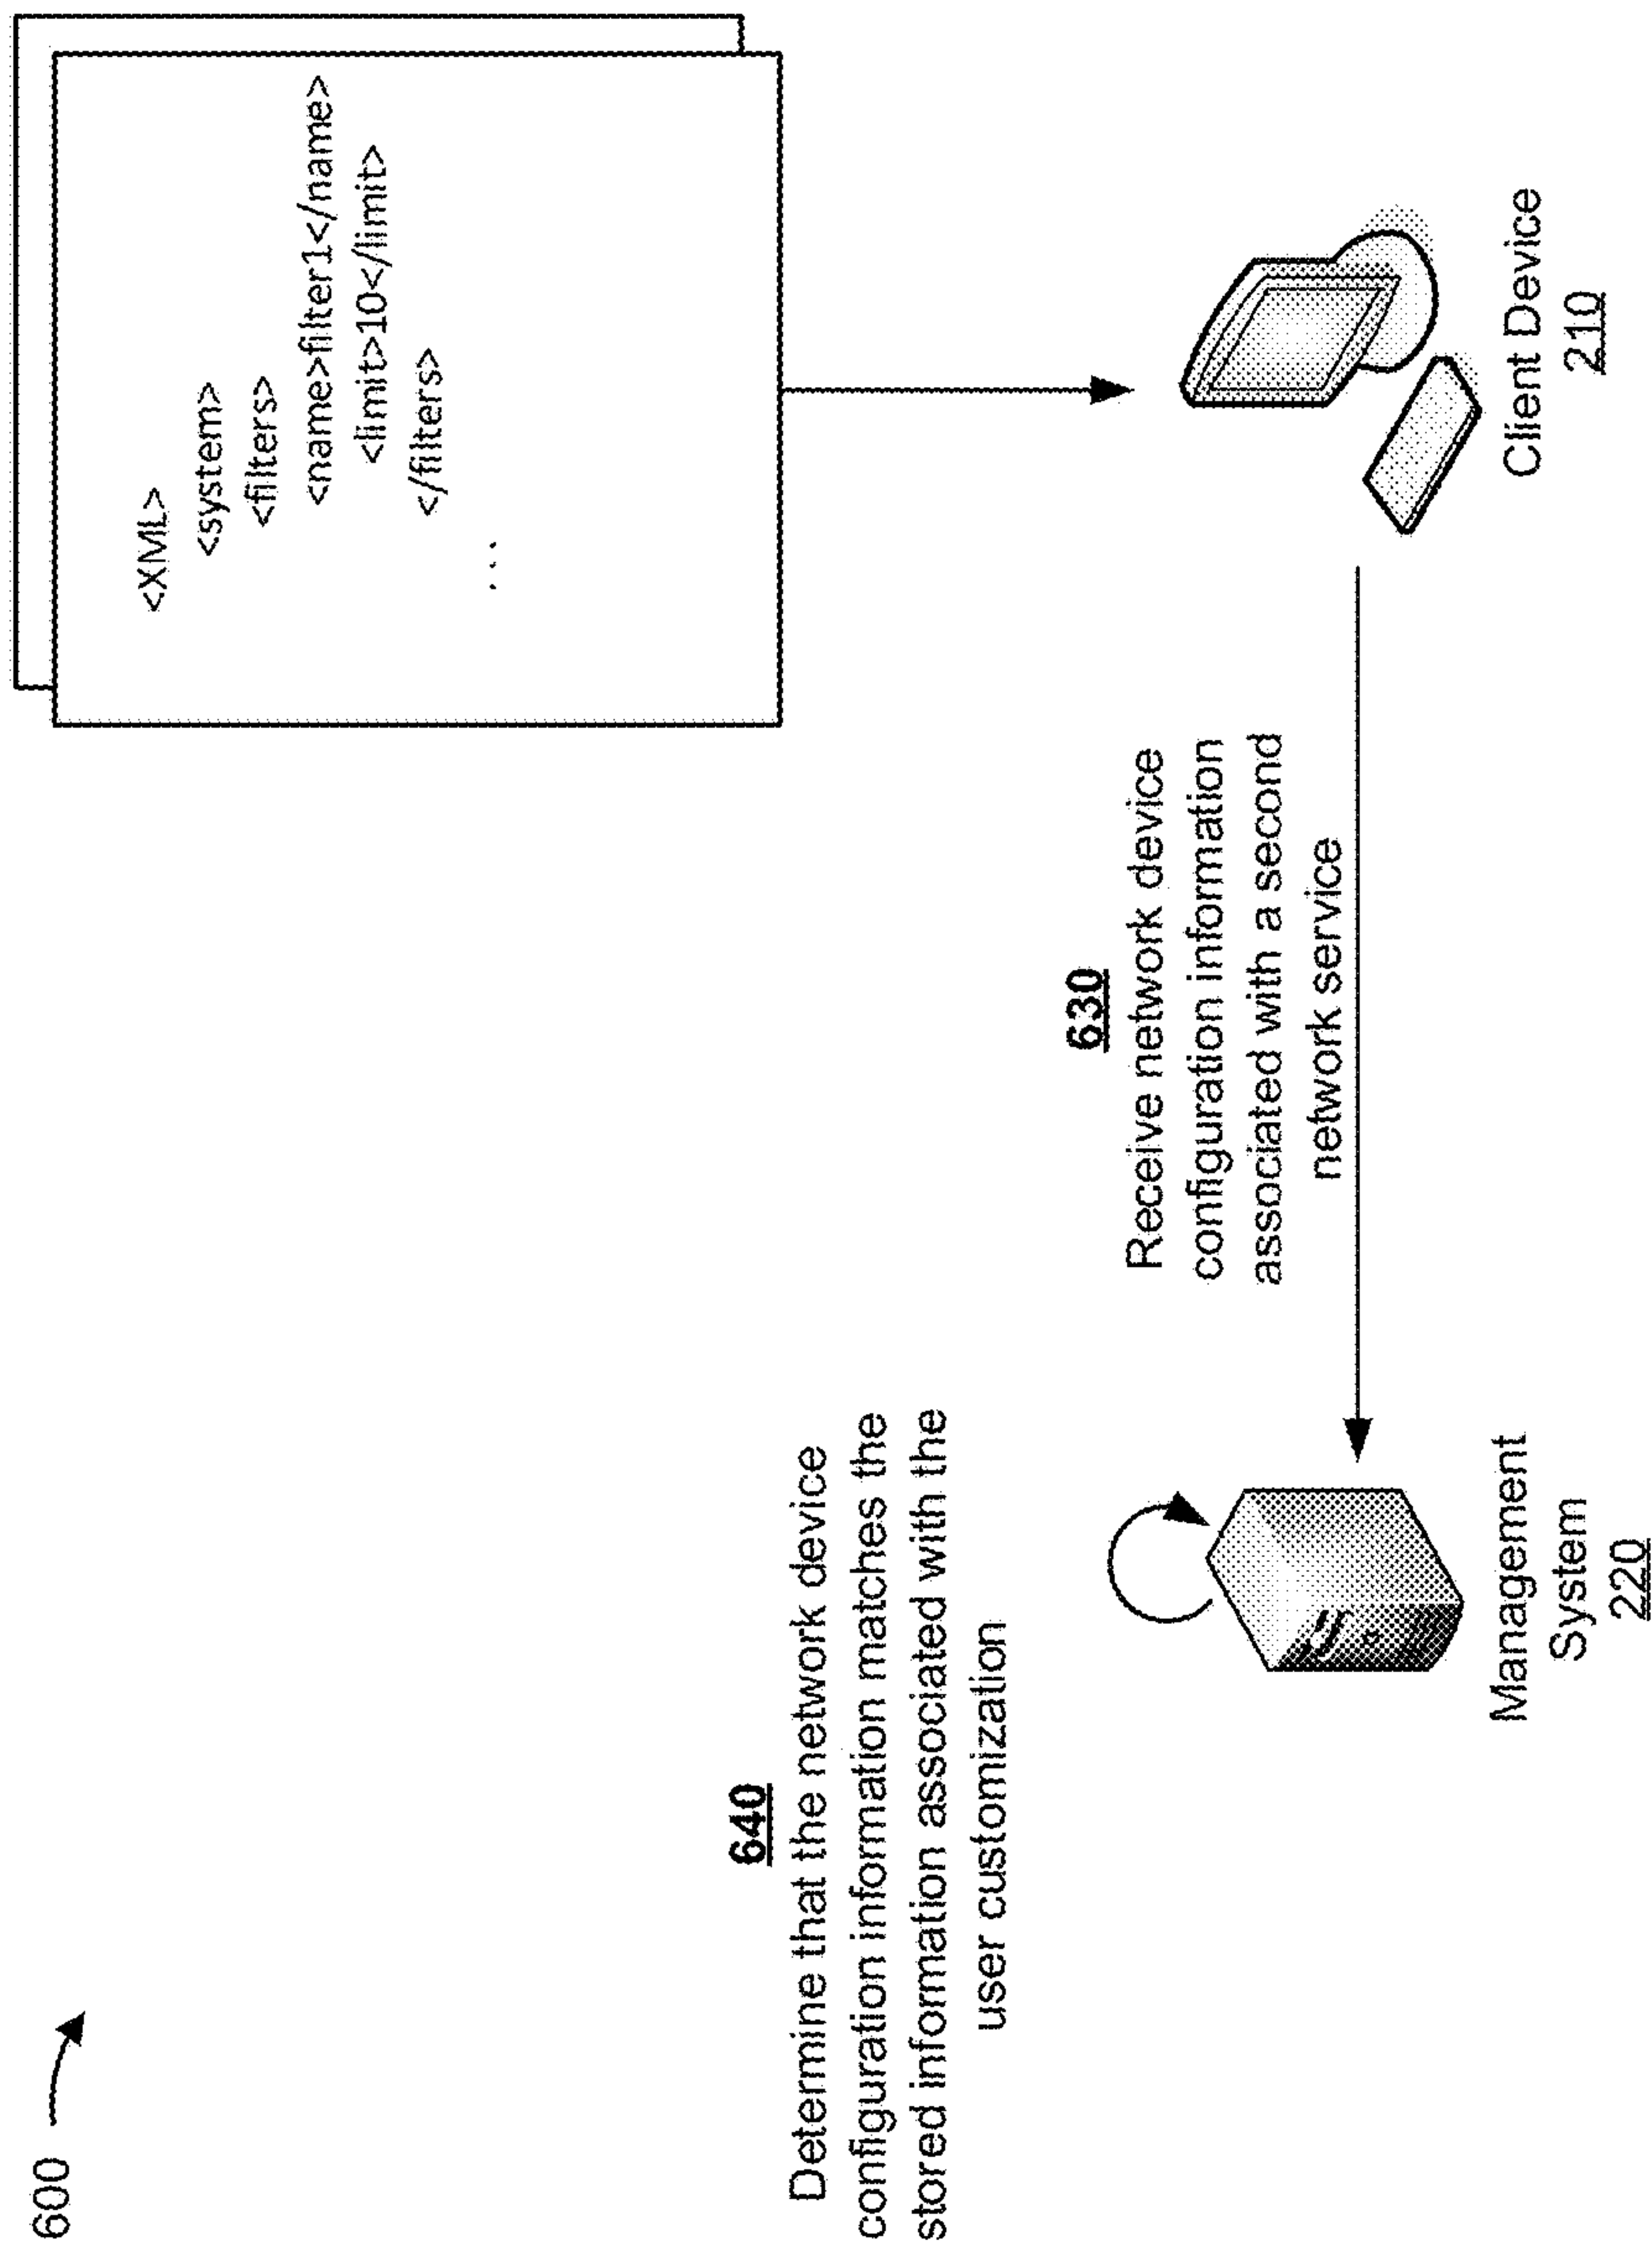 600
<XML>
<system>
<filters>
<name>filter1</name>
<limit>10</limit>
</filters>
...
640
Determine that the network device
configuration information matches the
stored information associated with the
user customization
630
Receive network device
configuration information
associated with a second
network service
Management
System
220
Client Device
210